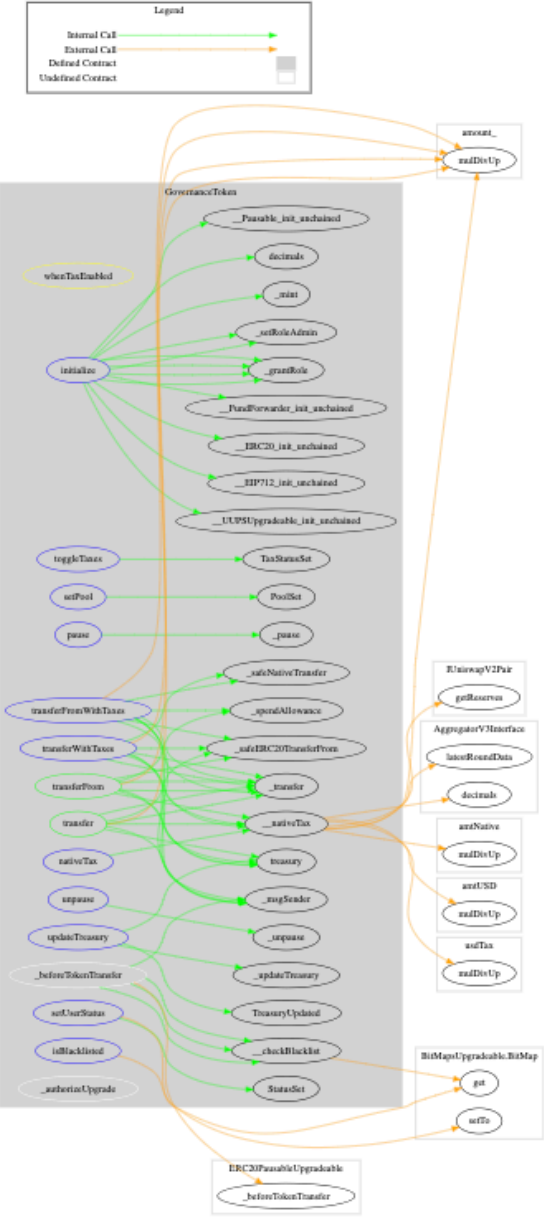 Legend
Internal Call
External Call
Defined Contract
Undefined Contract
amount_
mulDivUp
GovernanceToken
__Pausable_init_unchained
decimals
whenTaxEnabled
_mint
_setRoleAdmin
initialize
_grantRole
__FundForwarder_init_unchained
__ERC20_init_unchained
__EIP712_init_unchained
__UUPSUpgradeable_init_unchained
toggleTaxes
TaxStatusSet
setPool
PoolSet
pause
_pause
IUniswapV2Pair
_safeNativeTransfer
getReserves
transferFromWithTaxes
_spendAllowance
AggregatorV3Interface
transferWithTaxes
_safeERC20TransferFrom
latestRoundData
transferFrom
_transfer
decimals
transfer
__nativeTax
amtNative
mulDivUp
nativeTax
treasury
amtUSD
unpause
_msgSender
mulDivUp
updateTreasury
_unpause
usdTax
_beforeTokenTransfer
_updateTreasury
mulDivUp
setUserStatus
TreasuryUpdated
isBlacklisted
__checkBlacklist
BitMapsUpgradeable.BitMap
get
_authorizeUpgrade
StatusSet
setTo
ERC20PausableUpgradeable
_beforeTokenTransfer